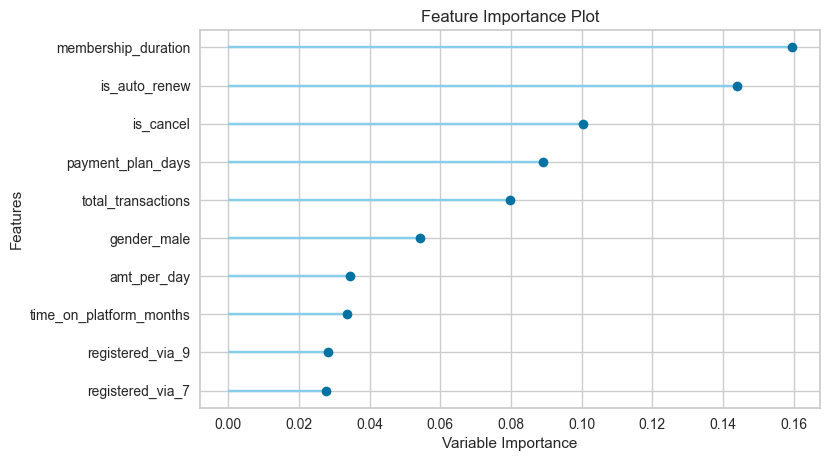 Feature Importance Plot
Features
membership_duration
is_auto_renew
is_cancel
payment_plan_days
total_transactions
gender_male
amt_per_day
time_on_platform_months
registered_via_9
registered_via_7
0.00 0.02 0.04 0.06 0.08 0.10 0.12 0.14 0.16
Variable Importance